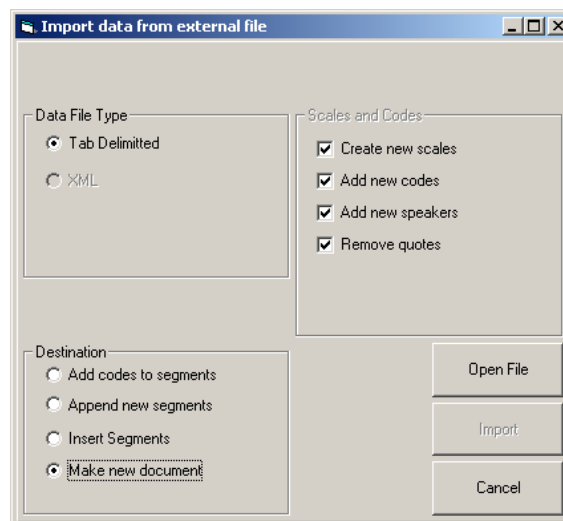 Import data from external file
Data File Type
Tab Delimitted
XML
Scales and Codes
Create new scales
Add new codes
Add new speakers
Remove quotes
Destination
Add codes to segments
Append new segments
Insert Segments
Make new document
Open File
Import
Cancel